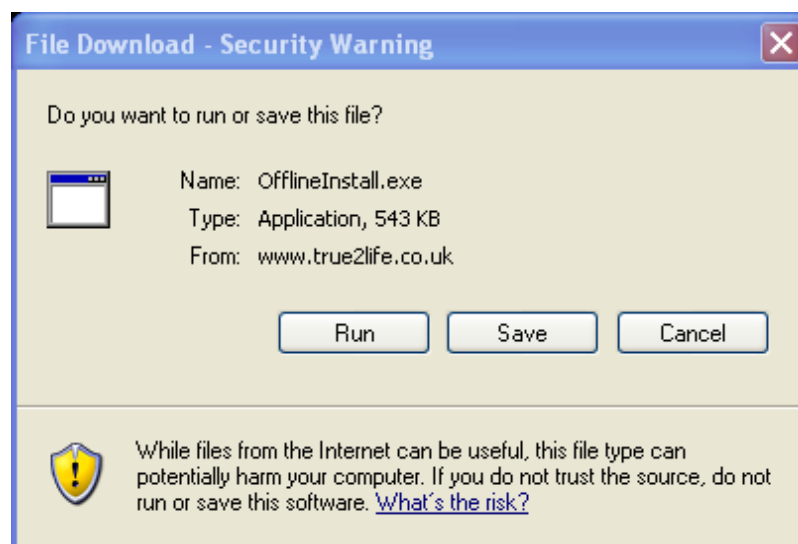 File Download - Security Warning
Do you want to run or save this file?
Name: OfflineInstall.exe
Type: Application, 543 KB
From: www.true2life.co.uk
Run Save Cancel
While files from the Internet can be useful, this file type can
potentially harm your computer. If you do not trust the source, do not
run or save this software. What's the risk?